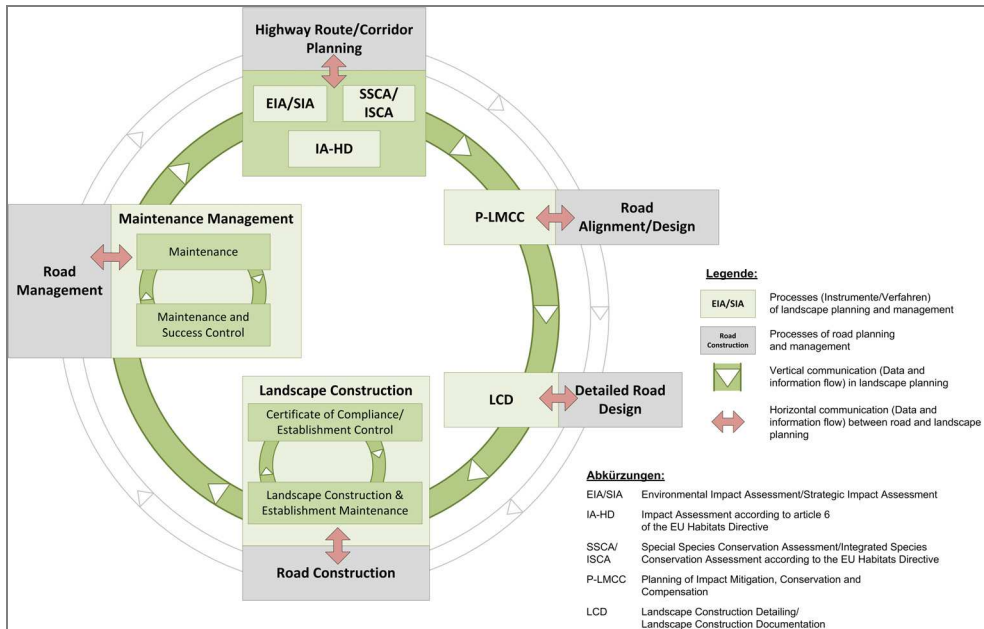 Highway Route/Corridor
Planning
EIA/SIA
SSCA/
ISCA
IA-HD
P-LMCC
Road
Alignment/Design
Maintenance Management
Maintenance
Maintenance and
Success Control
Road
Management
LCD
Detailed Road
Design
Landscape Construction
Certificate of Compliance/
Establishment Control
Landscape Construction &
Establishment Maintenance
Road Construction
Legende:
EIA/SIA
Processes (Instrumente/Verfahren)
of landscape planning and management
Road
Construction
Processes of road planning
and management
Vertical communication (Data and
information flow) in landscape planning
Horizontal communication (Data and
information flow) between road and landscape
planning
Abkürzungen:
EIA/SIA Environmental Impact Assessment/Strategic Impact Assessment
IA-HD Impact Assessment according to article 6
of the EU Habitats Directive
SSCA/ Special Species Conservation Assessment/Integrated Species
ISCA Conservation Assessment according to the EU Habitats Directive
P-LMCC Planning of Impact Mitigation, Conservation and
Compensation
LCD Landscape Construction Detailing/
Landscape Construction Documentation